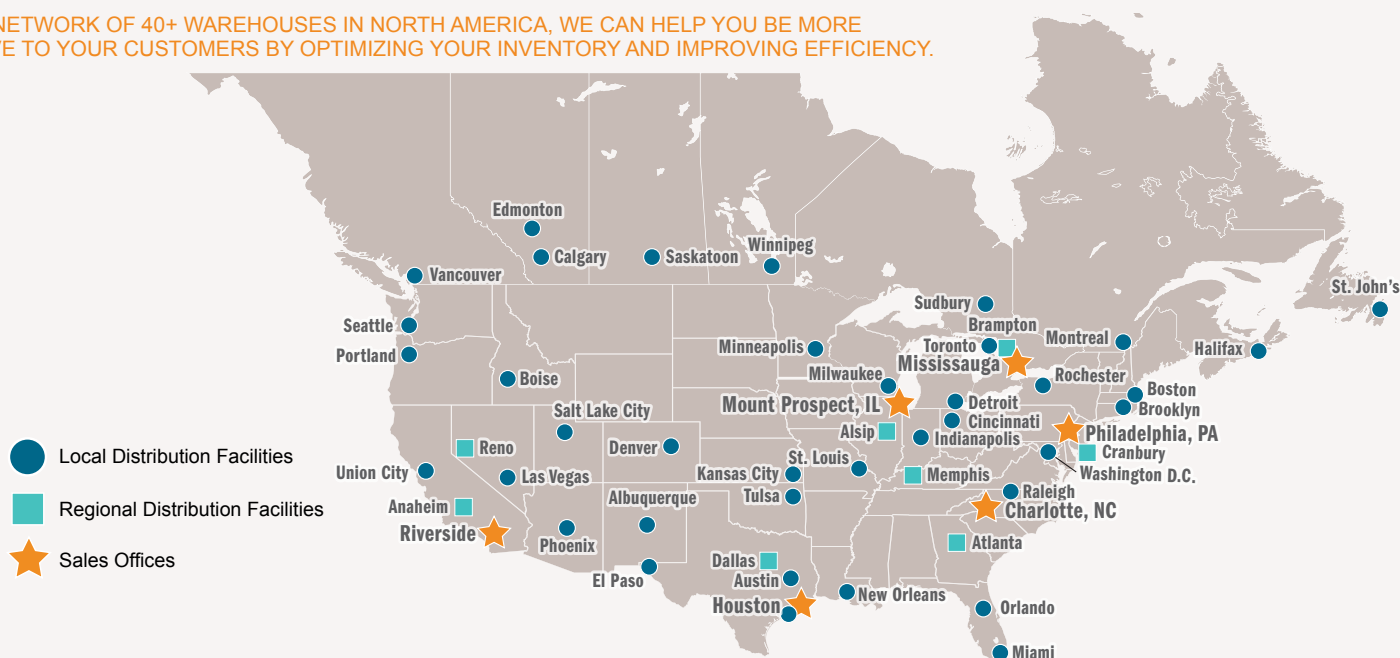 NETWORK OF 40+ WAREHOUSES IN NORTH AMERICA, WE CAN HELP YOU BE MORE
TO YOUR CUSTOMERS BY OPTIMIZING YOUR INVENTORY AND IMPROVING EFFICIENCY.
Edmonton
Calgary
Saskatoon
Winnipeg
Vancouver
St. John's
Sudbury
Seattle
Brampton
Montreal
Toronto
Halifax
Portland
Minneapolis
Mississauga
Milwaukee
Rochester
Boise
Boston
Mount Prospect, IL
Detroit
Brooklyn
Salt Lake City
Cincinnati
Alsip
Indianapolis
Philadelphia, PA
Reno
Denver
Cranbury
Local Distribution Facilities
St. Louis
Union City
Kansas City
Memphis
Washington D.C.
Las Vegas
Albuquerque
Tulsa
Raleigh
Regional Distribution Facilities
Anaheim
Charlotte, NC
Riverside
Phoenix
Atlanta
Sales Offices
Dallas
El Paso
Austin
New Orleans
Houston
Orlando
Miami